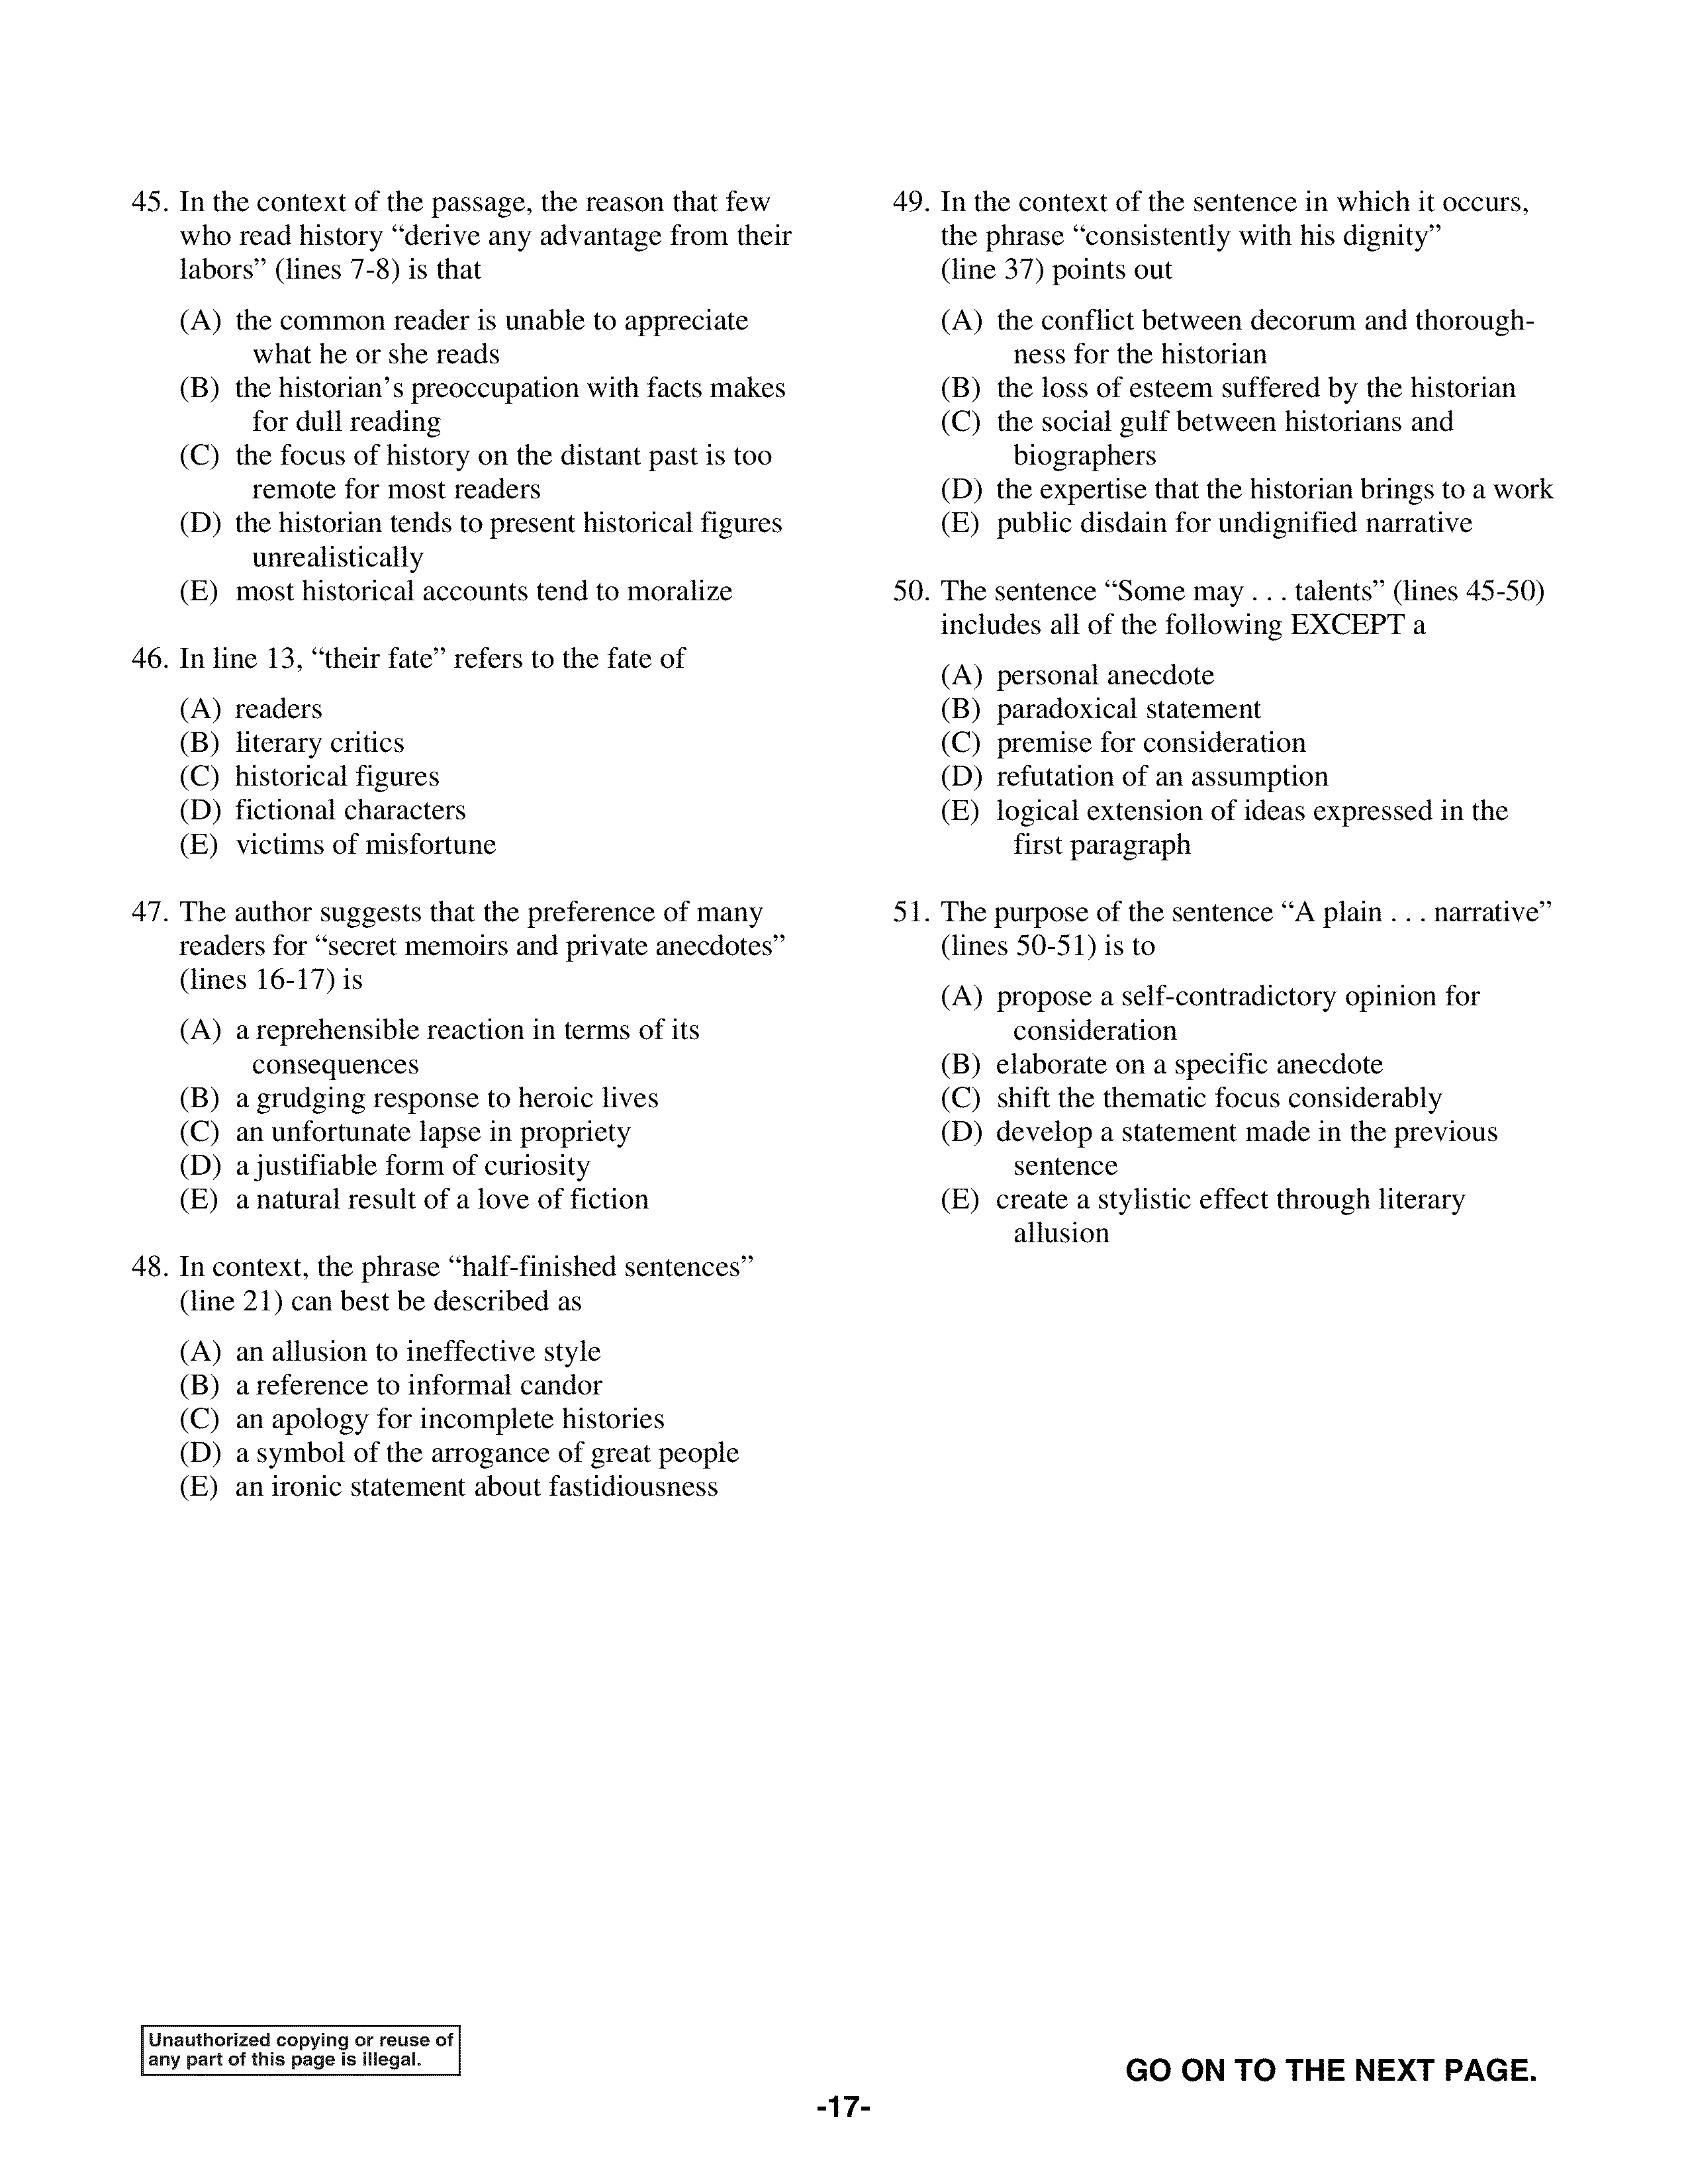 45. In the context of the passage, the reason that few
who read history “derive any advantage from their
labors” (lines 7-8) is that
(A) the common reader is unable to appreciate
what he or she reads
(B) the historian’s preoccupation with facts makes
for dull reading
(C) the focus of history on the distant past is too
remote for most readers
(D) the historian tends to present historical figures
unrealistically
(E) most historical accounts tend to moralize
46. In line 13, “their fate” refers to the fate of
(A) readers
(B) literary critics
(C) historical figures
(D) fictional characters
(E) victims of misfortune
47. The author suggests that the preference of many
readers for “secret memoirs and private anecdotes”
(lines 16-17) is
(A) a reprehensible reaction in terms of its
consequences
(B) a grudging response to heroic lives
(C) an unfortunate lapse in propriety
(D) a justifiable form of curiosity
(E) a natural result of a love of fiction
48. In context, the phrase “half-finished sentences”
(line 21) can best be described as
(A) an allusion to ineffective style
(B) a reference to informal candor
(C) an apology for incomplete histories
(D) a symbol of the arrogance of great people
(E) an ironic statement about fastidiousness
49. In the context of the sentence in which it occurs,
the phrase “consistently with his dignity”
(line 37) points out
(A) the conflict between decorum and thorough-
ness for the historian
(B) the loss of esteem suffered by the historian
(C) the social gulf between historians and
biographers
(D) the expertise that the historian brings to a work
(E) public disdain for undignified narrative
50. The sentence “Some may . . . talents” (lines 45-50)
includes all of the following EXCEPT a
(A) personal anecdote
(B) paradoxical statement
(C) premise for consideration
(D) refutation of an assumption
(E) logical extension of ideas expressed in the
first paragraph
51. The purpose of the sentence “A plain . . . narrative”
(lines 50-51) is to
(A) propose a self-contradictory opinion for
consideration
(B) elaborate on a specific anecdote
(C) shift the thematic focus considerably
(D) develop a statement made in the previous
sentence
(E) create a stylistic effect through literary
allusion
Unauthorized copying or reuse of
any part of this page is illegal.
GO ON TO THE NEXT PAGE.
-17-